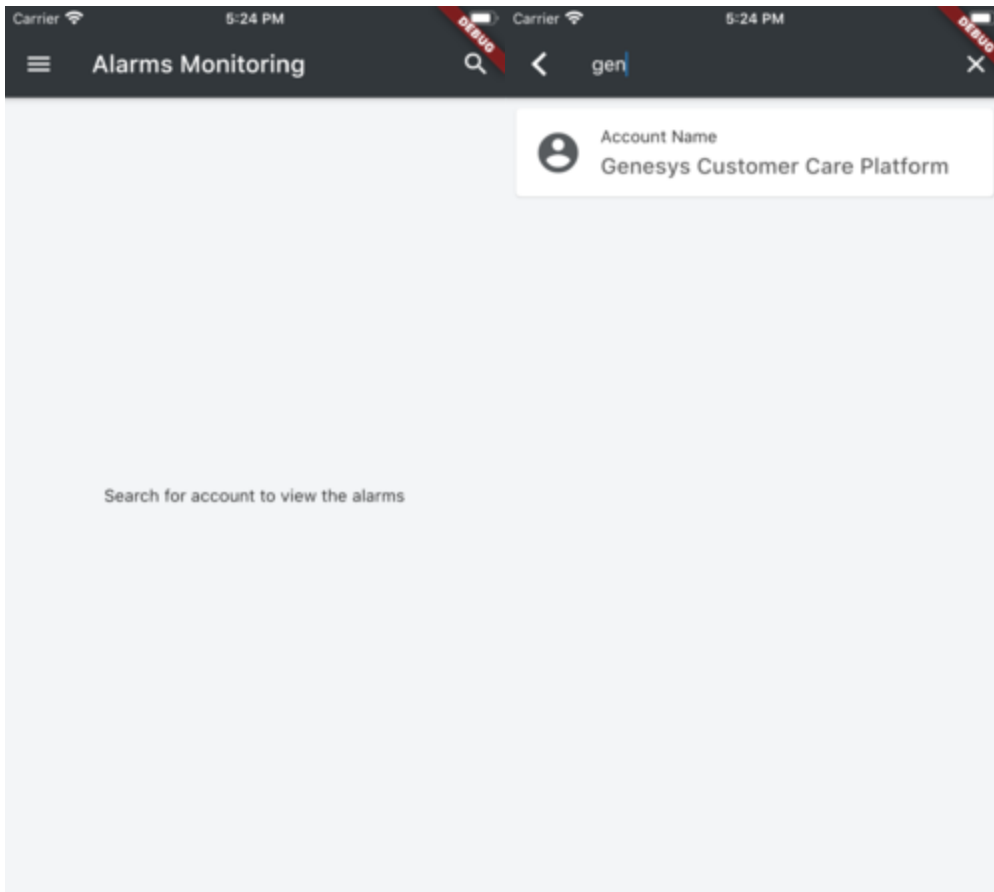 Carrier 5:24 PM
DEBUG
Alarms Monitoring
Search for account to view the alarms
Carrier 5:24 PM
DEBUG
gen
Account Name
Genesys Customer Care Platform